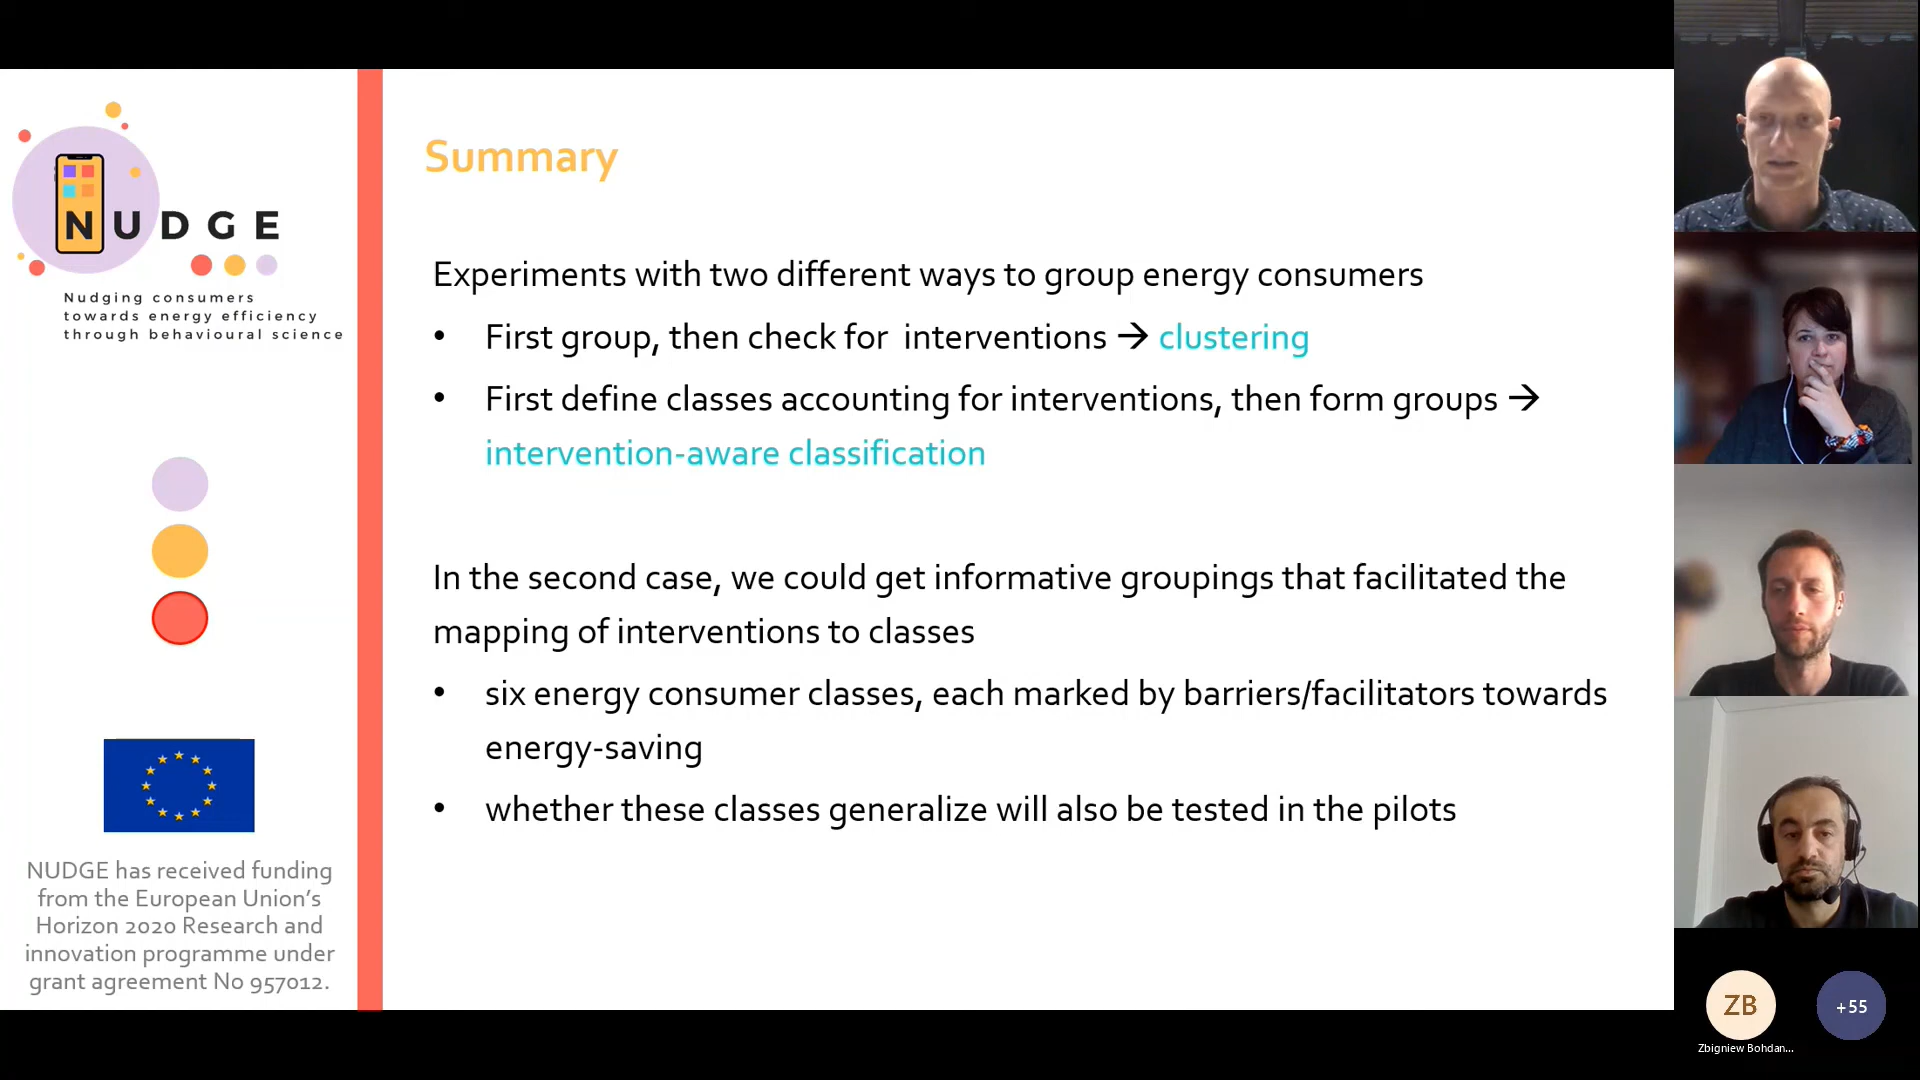 NUDGE
Nudging consumers
towards energy efficiency
through behavioural science
NUDGE has received funding
from the European Union's
Horizon 2020 Research and
innovation programme under
grant agreement No 957012.
Summary
Experiments with two different ways to group energy consumers
• First group, then check for interventions → clustering
• First define classes accounting for interventions, then form groups →
intervention-aware classification
In the second case, we could get informative groupings that facilitated the
mapping of interventions to classes
• six energy consumer classes, each marked by barriers/facilitators towards
energy-saving
• whether these classes generalize will also be tested in the pilots
ZB
+55
Zbigniew Bohdan...